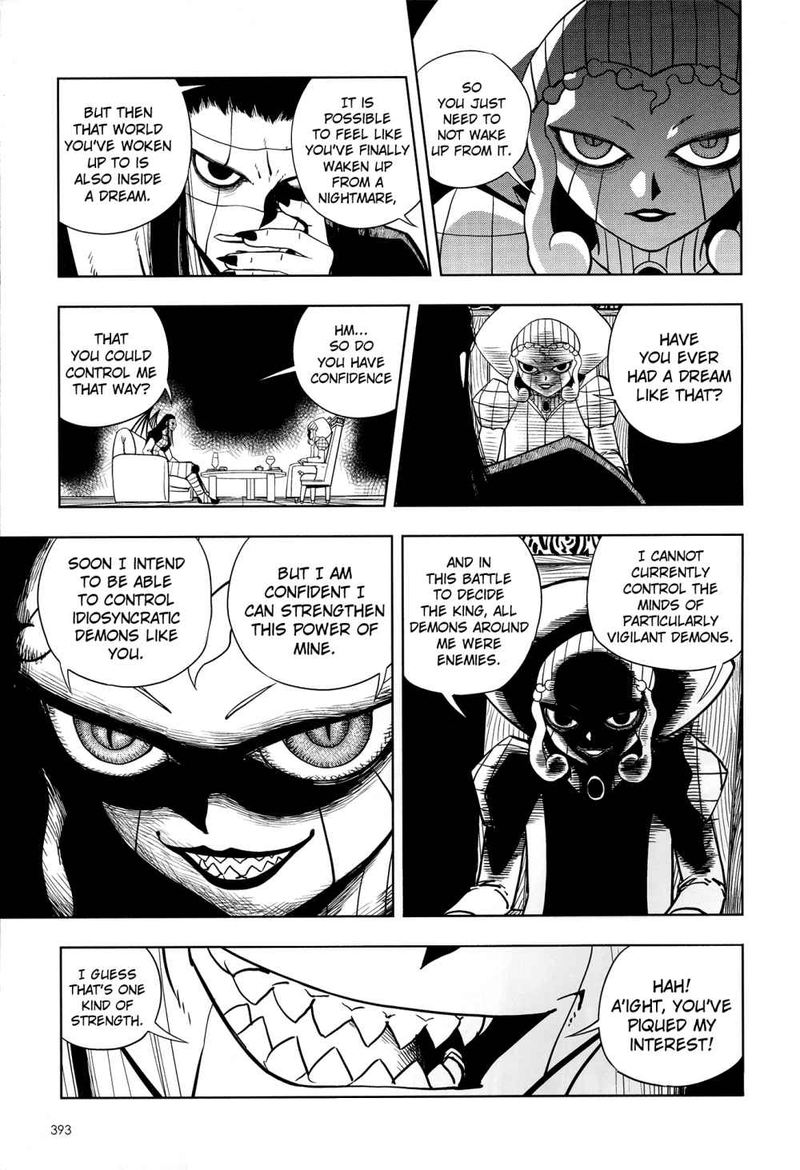 SO
YOU JUST
NEED TO
NOT WAKE
UP FROM IT.
IT IS
POSSIBLE
TO FEEL LIKE
YOU'VE FINALLY
WAKEN UP
FROM A
NIGHTMARE,
BUT THEN
THAT WORLD
YOU'VE WOKEN
UP TO IS
ALSO INSIDE
A DREAM.
HAVE
YOU EVER
HAD A DREAM
LIKE THAT?
HM...
SO DO
YOU HAVE
CONFIDENCE
THAT
YOU COULD
CONTROL ME
THAT WAY?
I CANNOT
CURRENTLY
CONTROL THE
MINDS OF
PARTICULARLY
VIGILANT DEMONS.
AND IN
THIS BATTLE
TO DECIDE
THE KING, ALL
DEMONS AROUND
ME WERE
ENEMIES.
BUT I AM
CONFIDENT I
CAN STRENGTHEN
THIS POWER OF
MINE.
SOON I INTEND
TO BE ABLE
TO CONTROL
IDIOSYNCRATIC
DEMONS LIKE
YOU.
HAH!
A'IGHT, YOU'VE
PIQUED MY
INTEREST!
I GUESS
THAT'S ONE
KIND OF
STRENGTH.
393